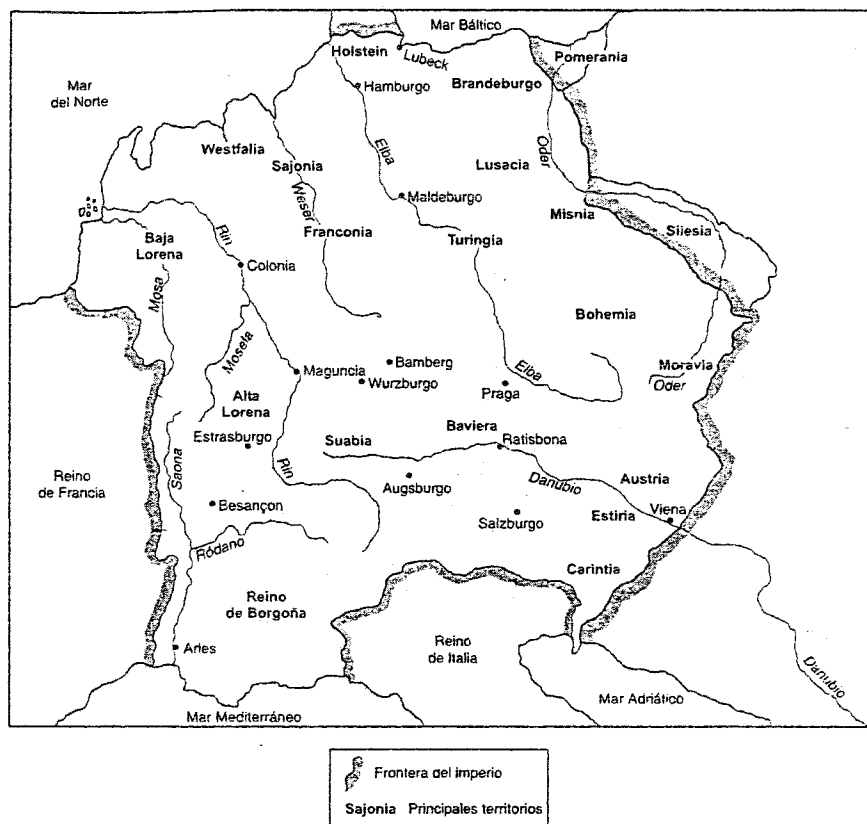 Mar Báltico
Holstein
Lubeck
Pomerania
Mar
del Norte
Hamburgo
Brandeburgo
Westfalia
Sajonia
Elba
Oder
Lusacia
Weser
Maldeburgo
Misnia
Franconia
Turingia
Silesia
Baja
Lorena
Rin
Colonia
Mosa
Bohemia
Mosela
Bamberg
Maguncia
Wurzburgo
Elba
Praga
Moravia
Oder
Alta
Lorena
Estrasburgo
Suabia
Baviera
Ratisbona
Reino
de Francia
Saona
Rin
Augsburgo
Danubio
Austria
Besançon
Salzburgo
Estiria
Viena
Ródano
Carintia
Reino
de Borgoña
Arles
Reino
de Italia
Danubio
Mar Adriático
Mar Mediterráneo
Frontera del imperio
Sajonia Principales territorios